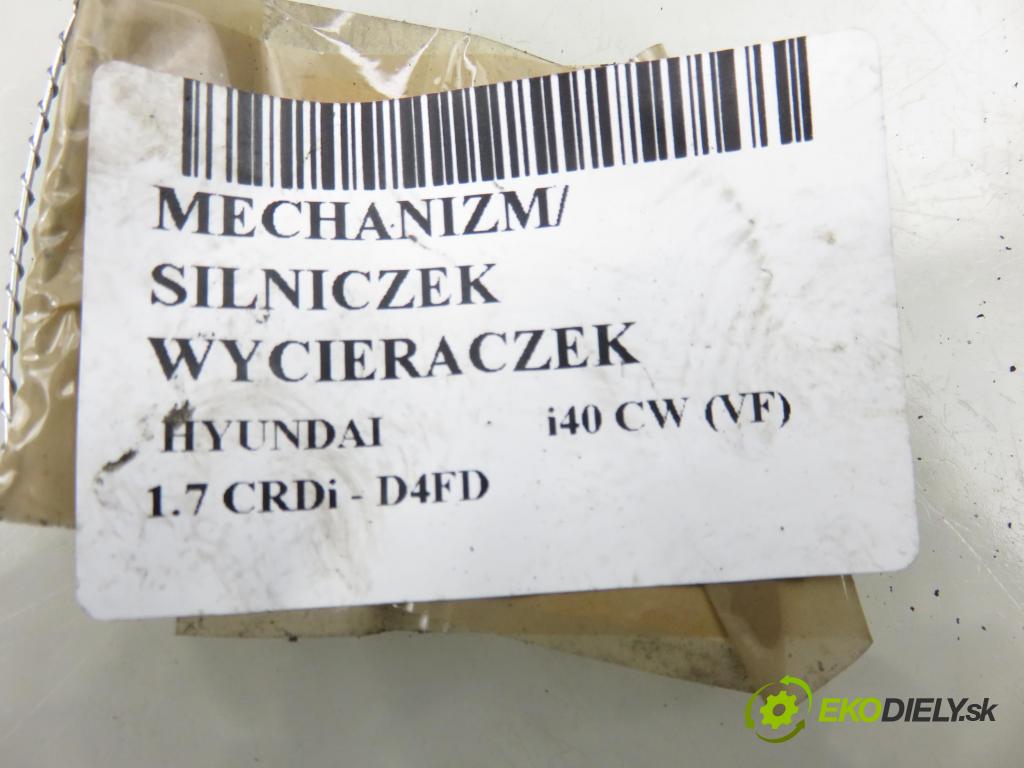 MECHANIZM/
SILNICZEK
WYCIERACZEK
HYUNDAI i40 CW (VF)
1.7 CRDi - D4FD
EKODIELY.sk